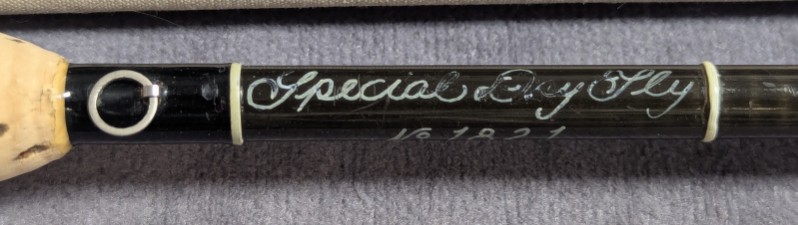 Special Dry Fly
No 1821